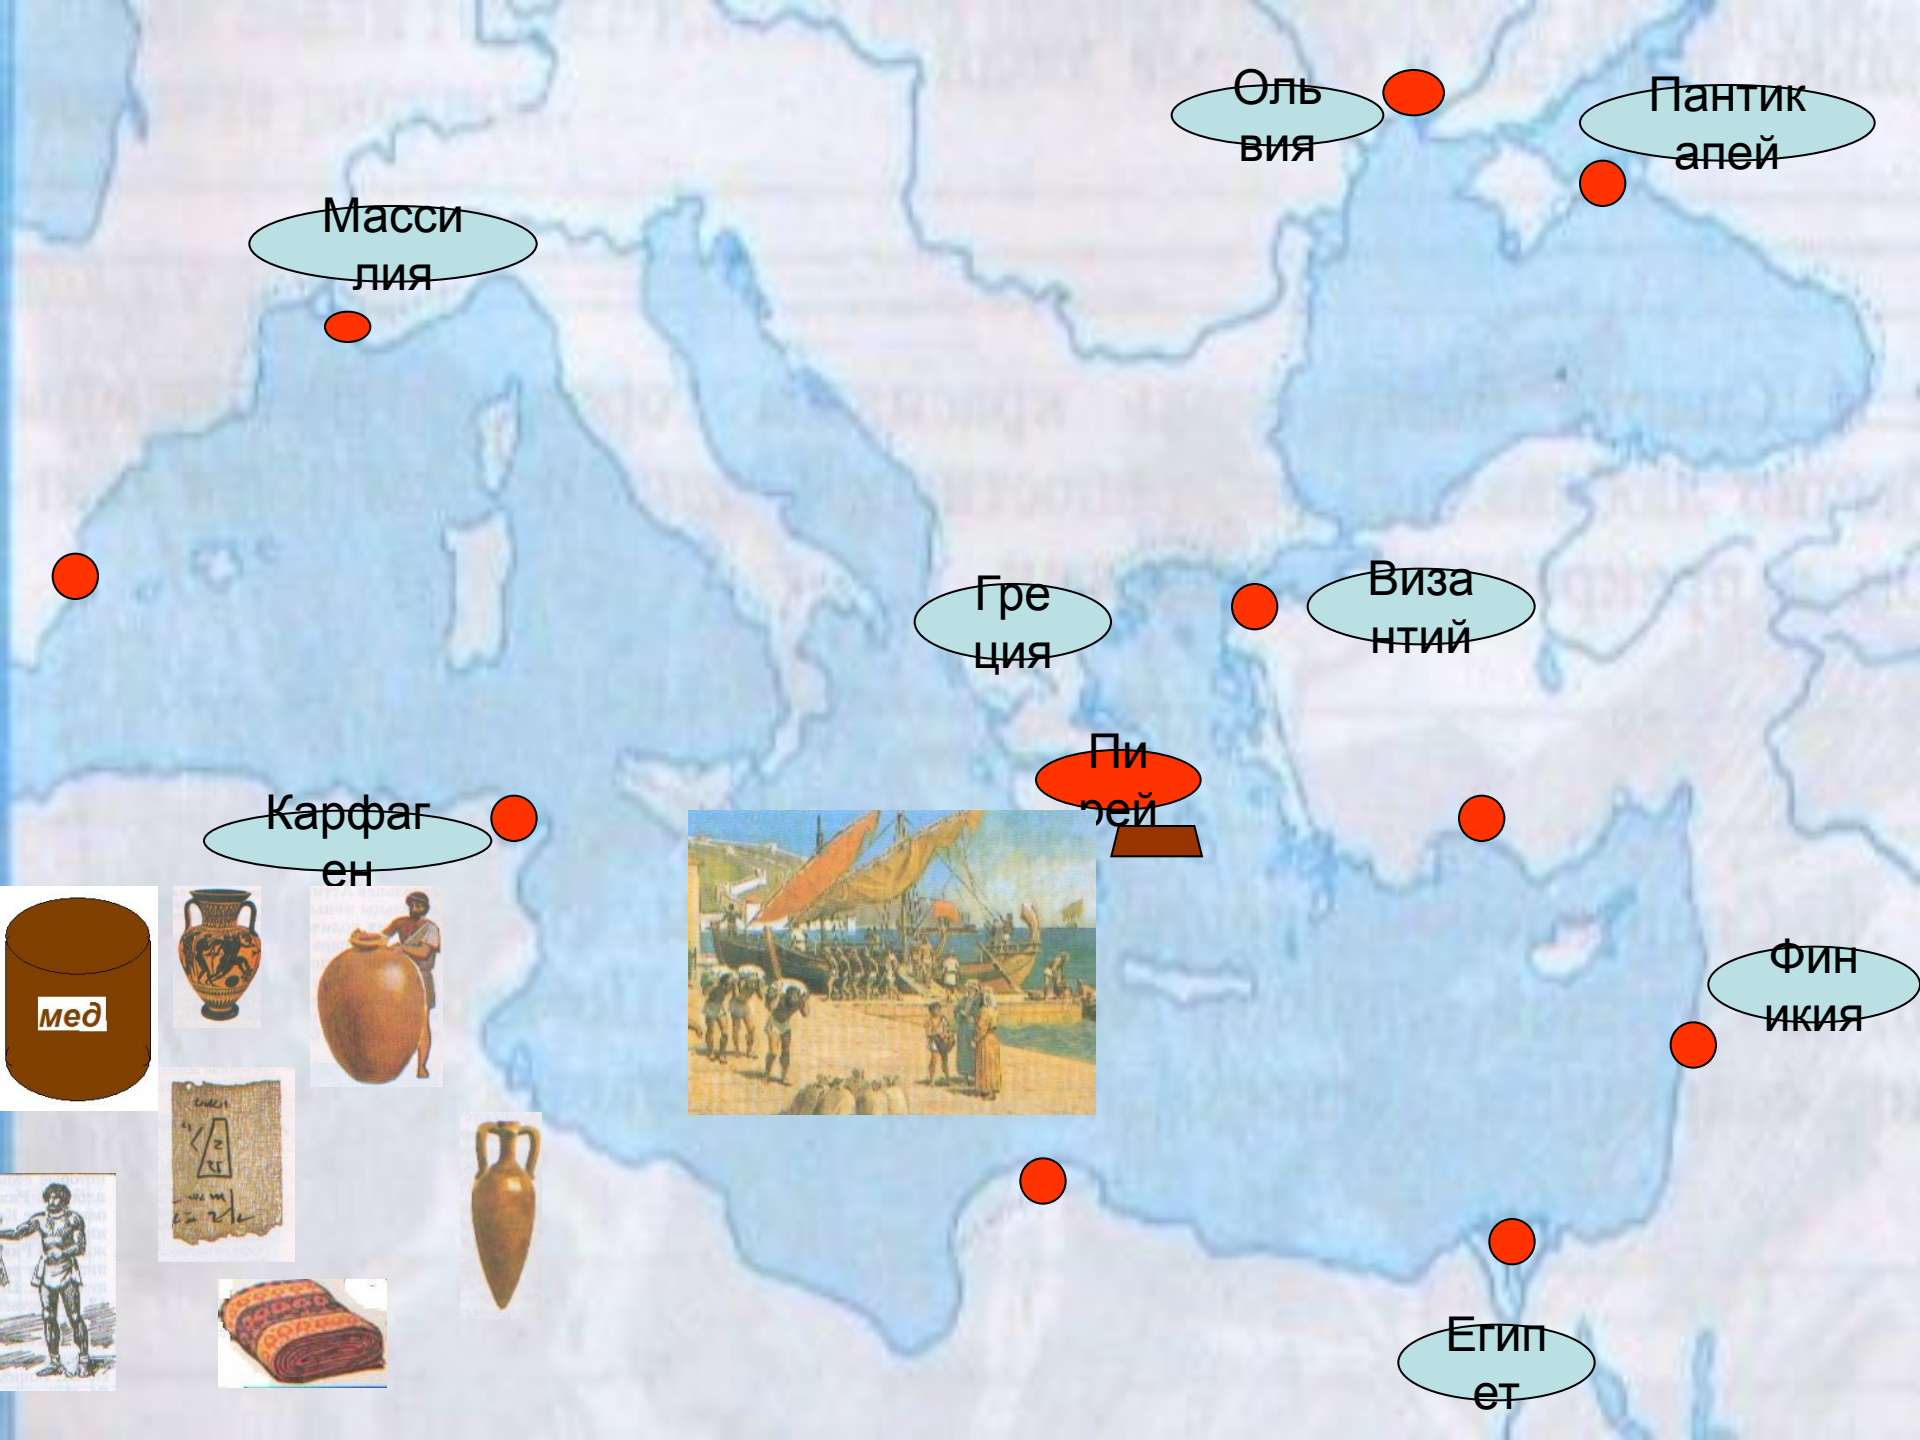 Оль
вия
Пантик
апей
Масси
лия
Гре
ция
Виза
нтий
Пи
рей
Карфаг
ен
мед
Фин
икия
Егип
ет